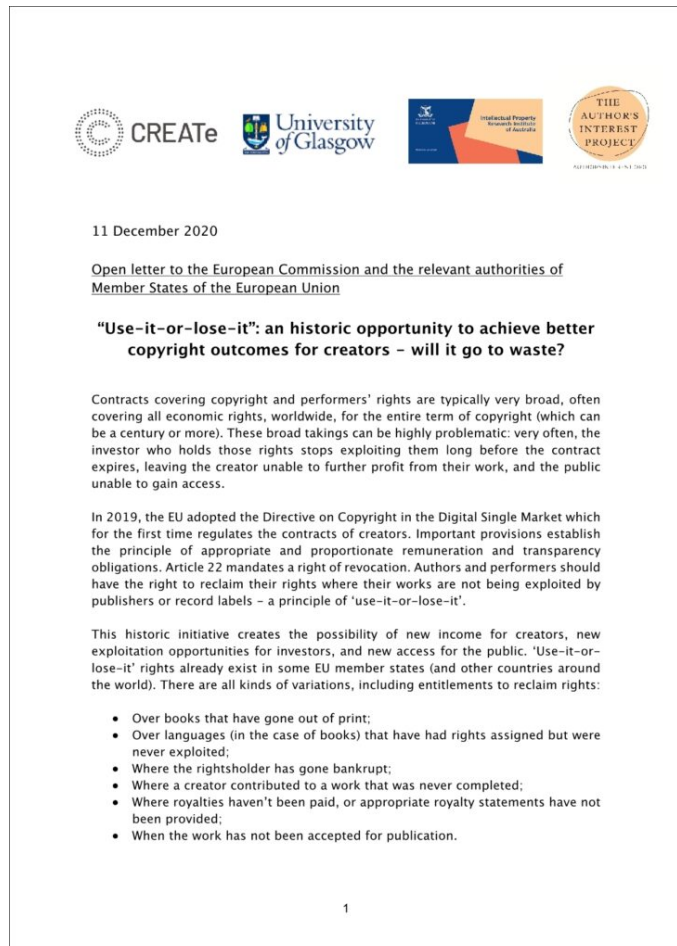 CREATe
University
of Glasgow
Intellectual Property
Research Institute
of Australia
THE
AUTHOR'S
INTEREST
PROJECT
11 December 2020
Open letter to the European Commission and the relevant authorities of
Member States of the European Union
“Use-it-or-lose-it”: an historic opportunity to achieve better
copyright outcomes for creators – will it go to waste?
Contracts covering copyright and performers’ rights are typically very broad, often
covering all economic rights, worldwide, for the entire term of copyright (which can
be a century or more). These broad takings can be highly problematic: very often, the
investor who holds those rights stops exploiting them long before the contract
expires, leaving the creator unable to further profit from their work, and the public
unable to gain access.
In 2019, the EU adopted the Directive on Copyright in the Digital Single Market which
for the first time regulates the contracts of creators. Important provisions establish
the principle of appropriate and proportionate remuneration and transparency
obligations. Article 22 mandates a right of revocation. Authors and performers should
have the right to reclaim their rights where their works are not being exploited by
publishers or record labels – a principle of ‘use-it-or-lose-it’.
This historic initiative creates the possibility of new income for creators, new
exploitation opportunities for investors, and new access for the public. ‘Use-it-or-
lose-it’ rights already exist in some EU member states (and other countries around
the world). There are all kinds of variations, including entitlements to reclaim rights:
• Over books that have gone out of print;
• Over languages (in the case of books) that have had rights assigned but were
never exploited;
• Where the rightsholder has gone bankrupt;
• Where a creator contributed to a work that was never completed;
• Where royalties haven’t been paid, or appropriate royalty statements have not
been provided;
• When the work has not been accepted for publication.
1